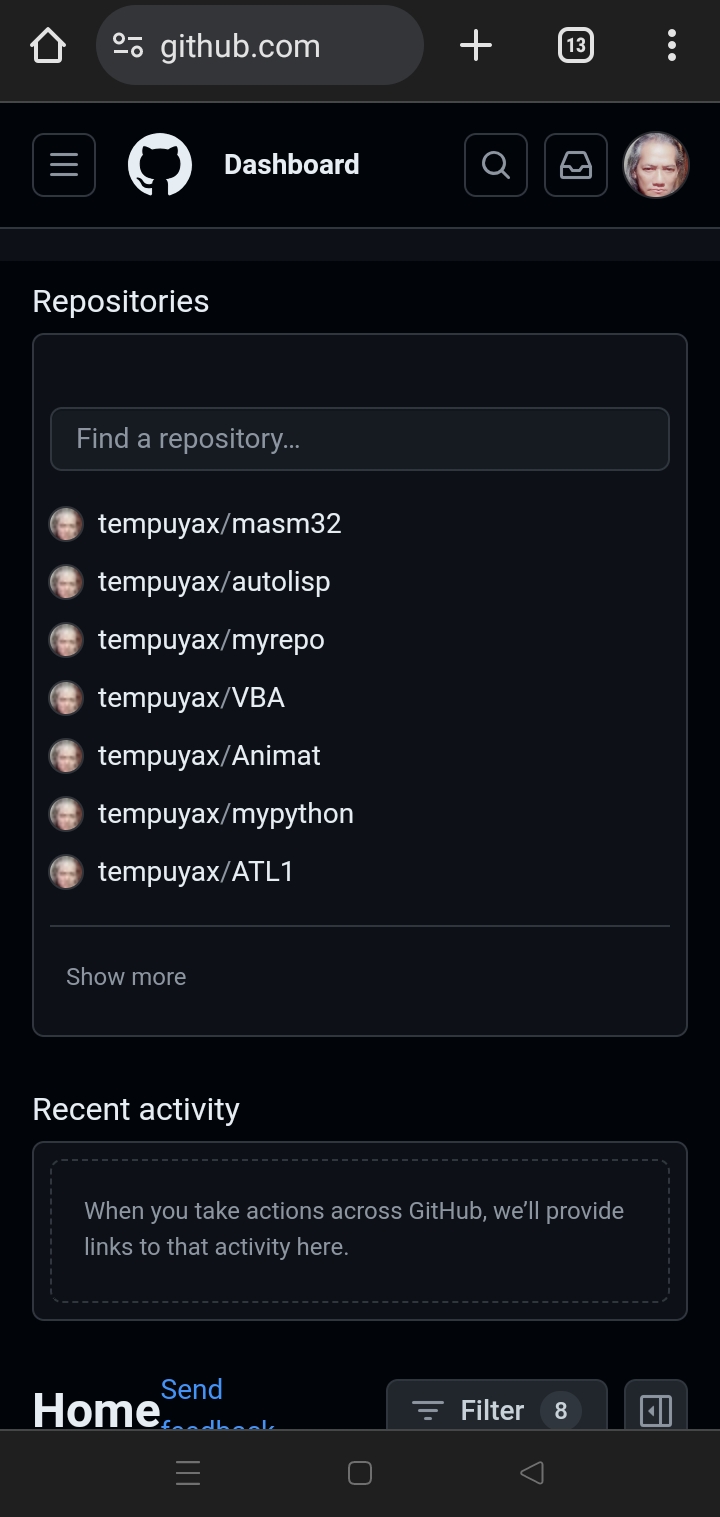 github.com
13
Dashboard
Repositories
Find a repository…
tempuyax/masm32
tempuyax/autolisp
tempuyax/myrepo
tempuyax/VBA
tempuyax/Animat
tempuyax/mypython
tempuyax/ATL1
Show more
Recent activity
When you take actions across GitHub, we’ll provide
links to that activity here.
Home
Send
feedback
Filter 8